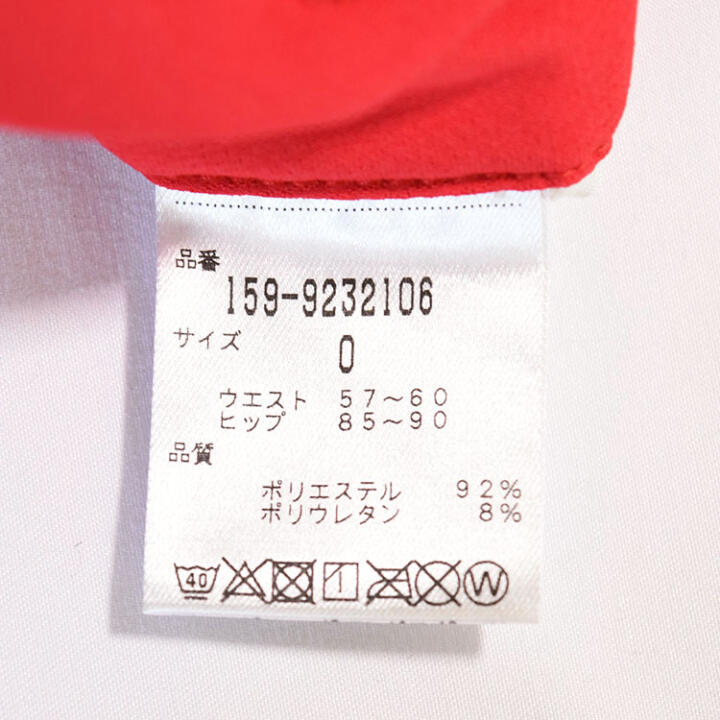 品番
159-9232106
サイズ
0
ウエスト 57～60
ヒップ 85～90
品質
ポリエステル 92%
ポリウレタン 8%
40 W